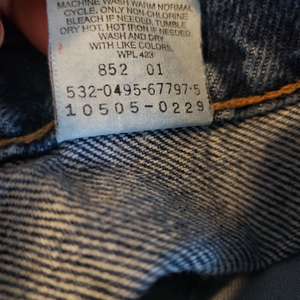 MACHINE WASH WARM NORMAL
CYCLE. ONLY NON-CHLORINE
BLEACH IF NEEDED. TUMBLE
DRY HOT. HOT IRON IF NEEDED.
WASH AND DRY
WITH LIKE COLORS.
WPL 423
852 01
532-0495-67797-5
10505-0229